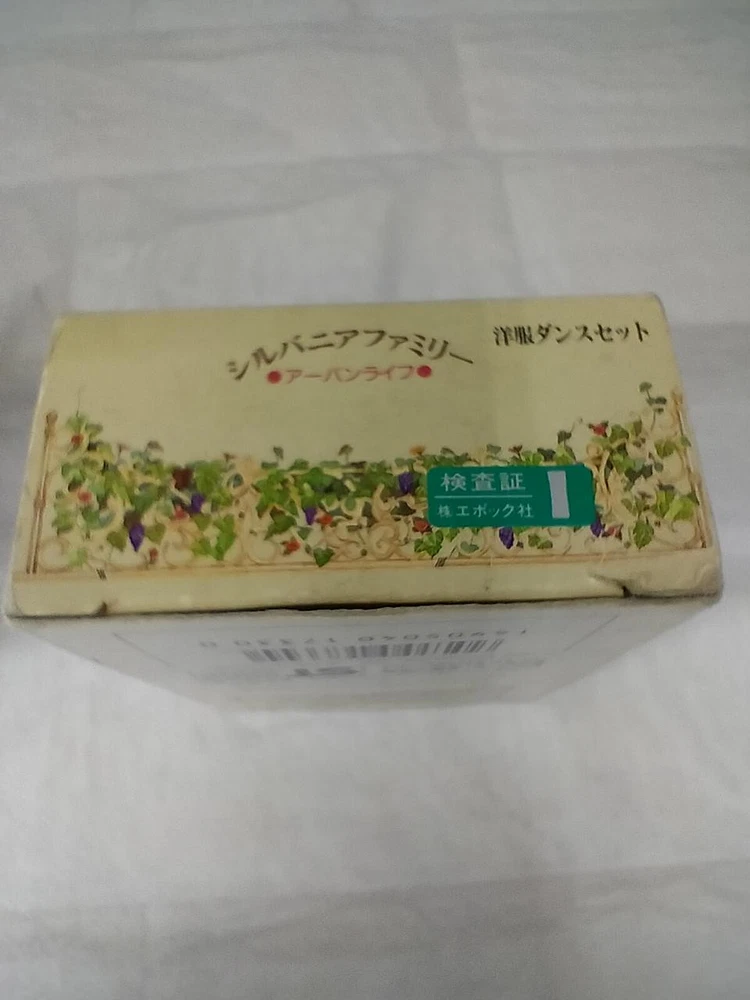 シルバニアファミリー
●アーバンライフ●
洋服ダンスセット
検査証
株エポック社
ST